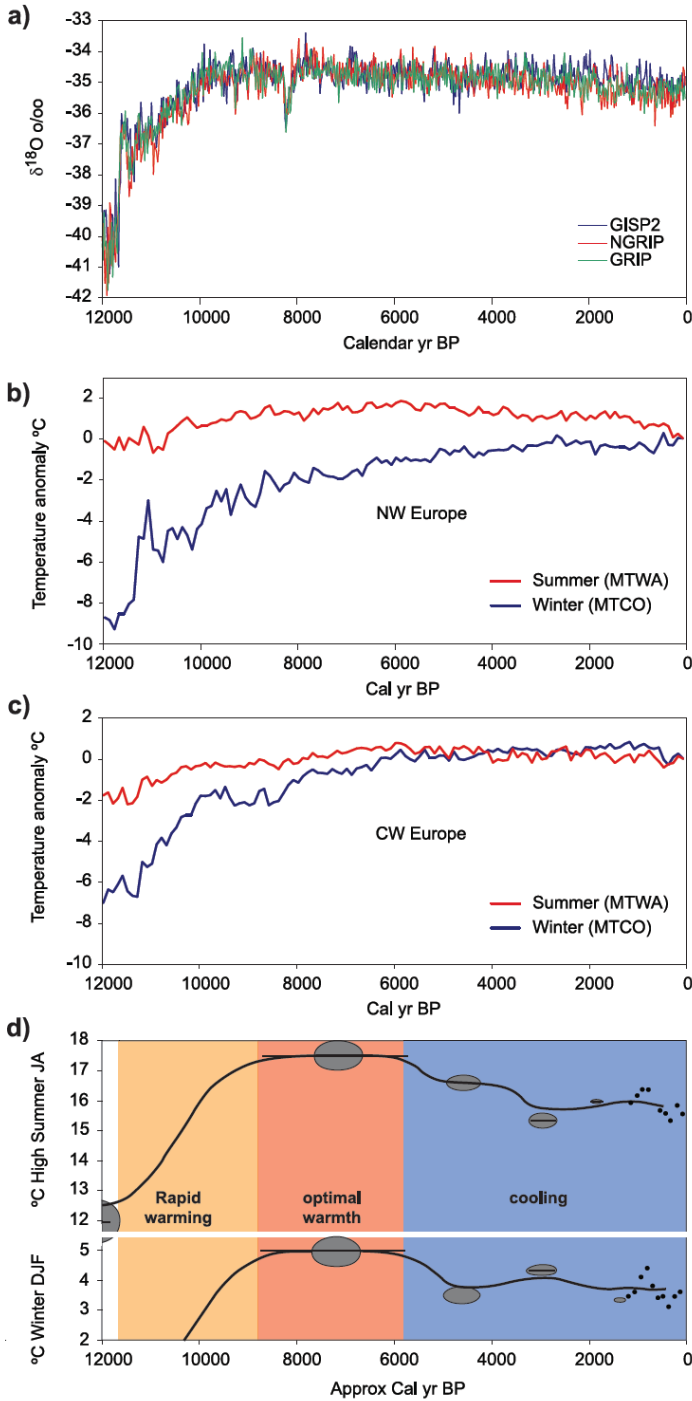 a)
-33
-34
-35
-36
-37
-38
-39
-40
-41
-42
δ18O o/oo
GISP2
NGRIP
GRIP
12000 10000 8000 6000 4000 2000 0
Calendar yr BP
b)
2
0
-2
-4
-6
-8
-10
Temperature anomaly ºC
NW Europe
Summer (MTWA)
Winter (MTCO)
12000 10000 8000 6000 4000 2000 0
Cal yr BP
c)
2
0
-2
-4
-6
-8
-10
Temperature anomaly ºC
CW Europe
Summer (MTWA)
Winter (MTCO)
12000 10000 8000 6000 4000 2000 0
Cal yr BP
d)
18
17
16
15
14
13
12
ºC High Summer JA
Rapid
warming
optimal
warmth
cooling
5
4
3
2
ºC Winter DJF
12000 10000 8000 6000 4000 2000 0
Approx Cal yr BP